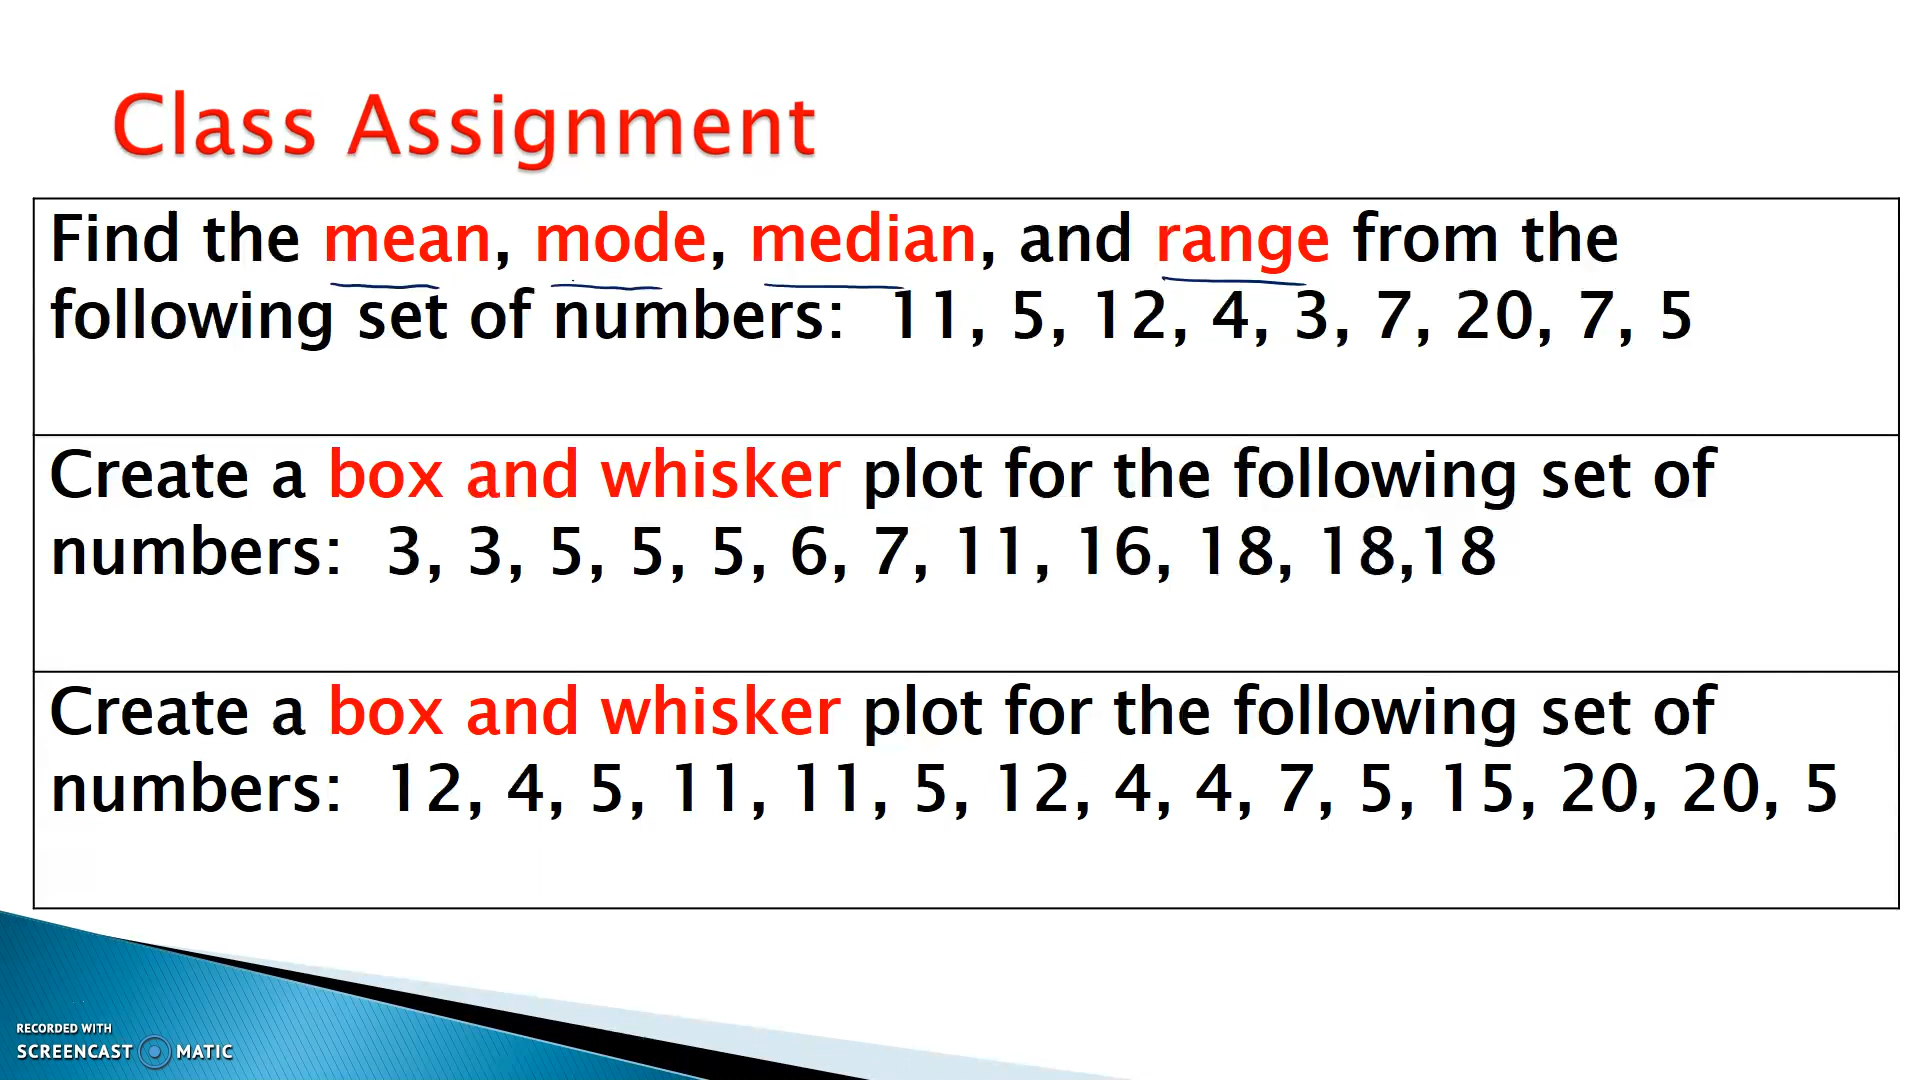 Class Assignment
Find the mean, mode, median, and range from the
following set of numbers: 11, 5, 12, 4, 3, 7, 20, 7, 5
Create a box and whisker plot for the following set of
numbers: 3, 3, 5, 5, 5, 6, 7, 11, 16, 18, 18,18
Create a box and whisker plot for the following set of
numbers: 12, 4, 5, 11, 11, 5, 12, 4, 4, 7, 5, 15, 20, 20, 5
RECORDED WITH
SCREENCAST MATIC